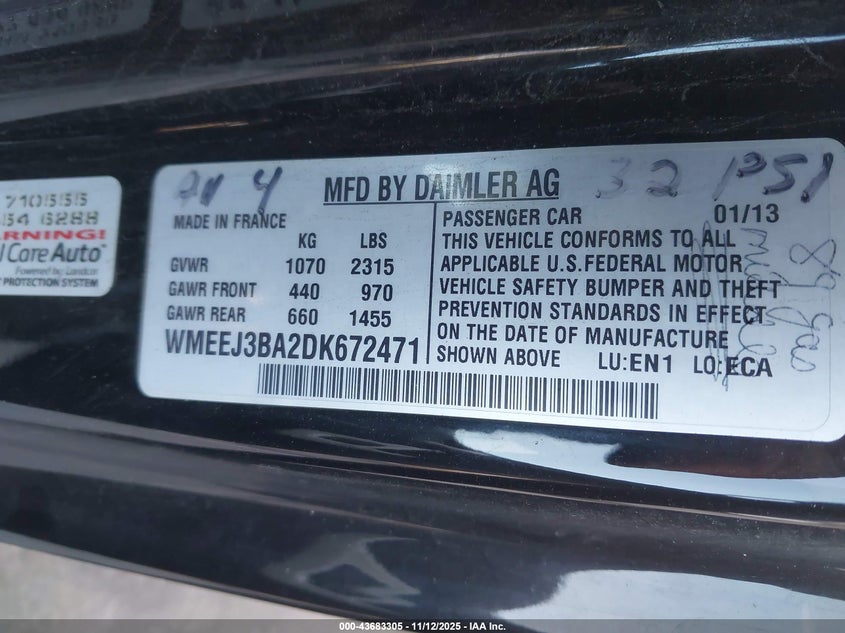 710555
54 6288
WARNING!
l Care Auto™
Powered by Landcar
PROTECTION SYSTEM
4 32 PSI
MFD BY DAIMLER AG
MADE IN FRANCE
KG LBS
GVWR 1070 2315
GAWR FRONT 440 970
GAWR REAR 660 1455
WMEEJ3BA2DK672471
PASSENGER CAR 01/13
THIS VEHICLE CONFORMS TO ALL
APPLICABLE U.S.FEDERAL MOTOR
VEHICLE SAFETY BUMPER AND THEFT
PREVENTION STANDARDS IN EFFECT
ON THE DATE OF MANUFACTURE
SHOWN ABOVE LU:EN1 LO:ECA
000-43683305 - 11/12/2025 - IAA Inc.